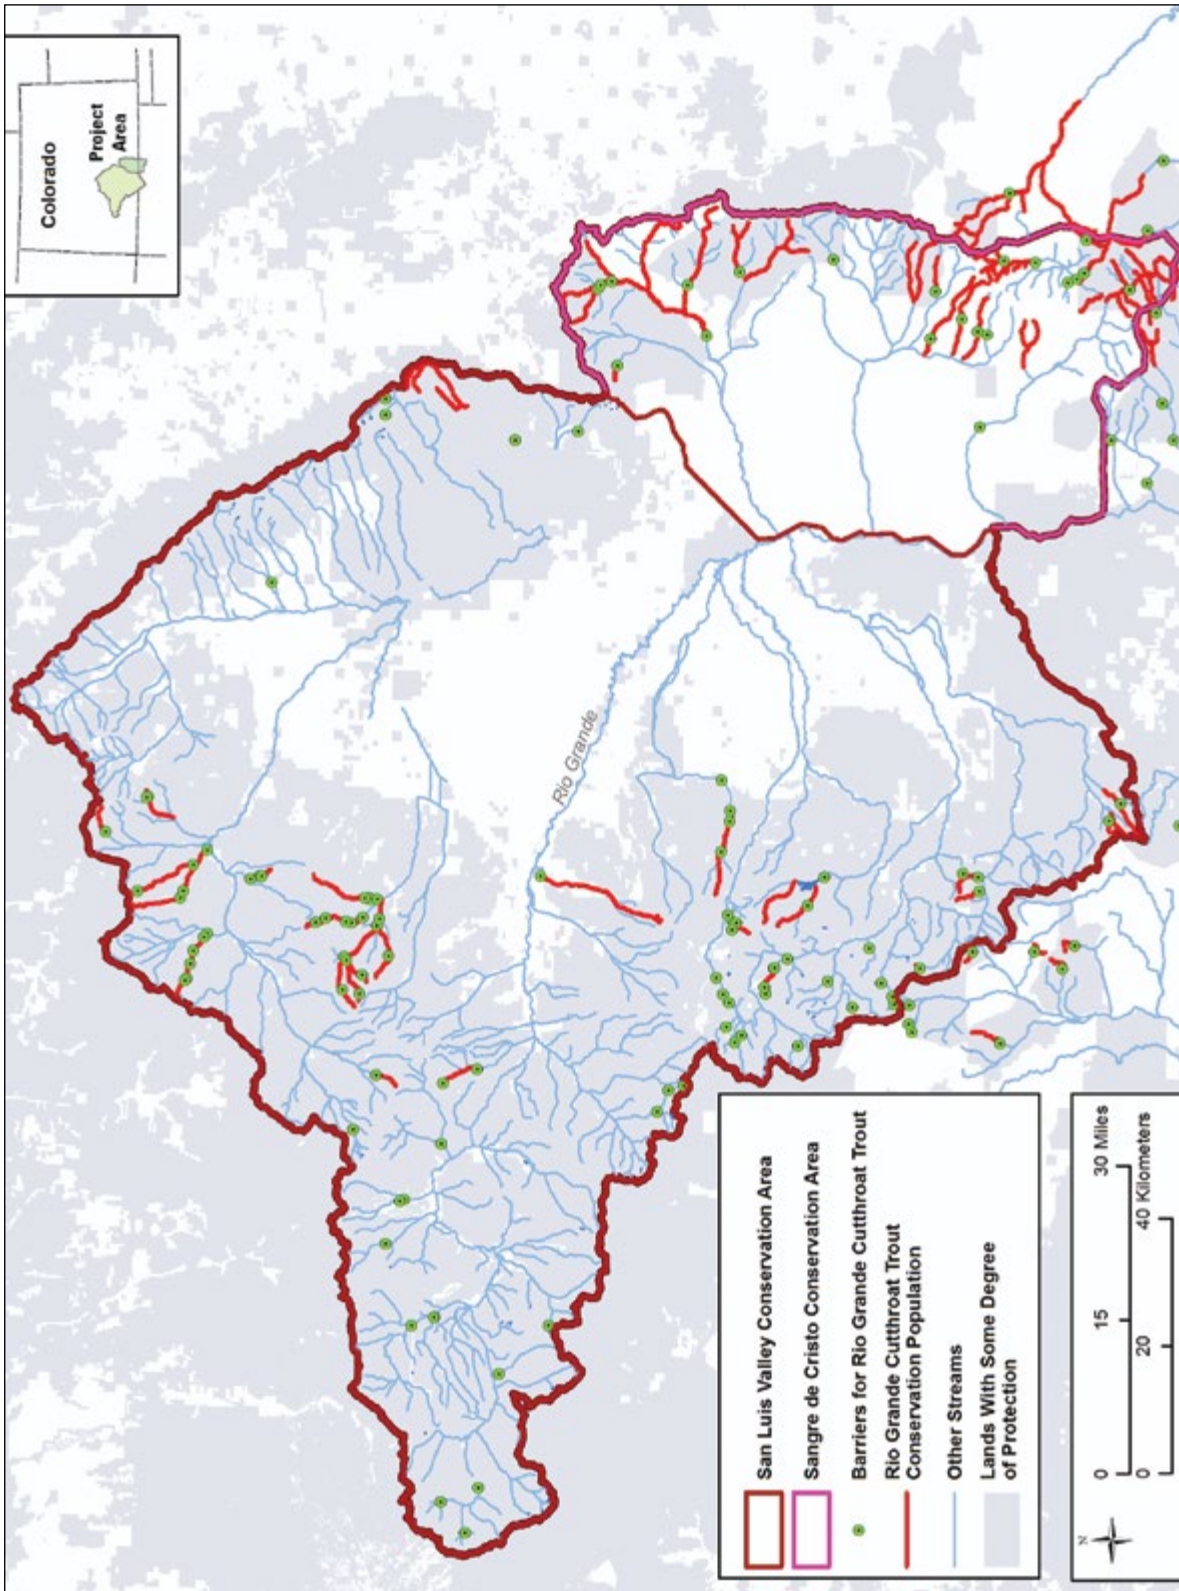 Colorado
Project
Area
Rio Grande
San Luis Valley Conservation Area
Sangre de Cristo Conservation Area
Barriers for Rio Grande Cutthroat Trout
Rio Grande Cutthroat Trout
Conservation Population
Other Streams
Lands With Some Degree
of Protection
N
0 15 30 Miles
0 20 40 Kilometers